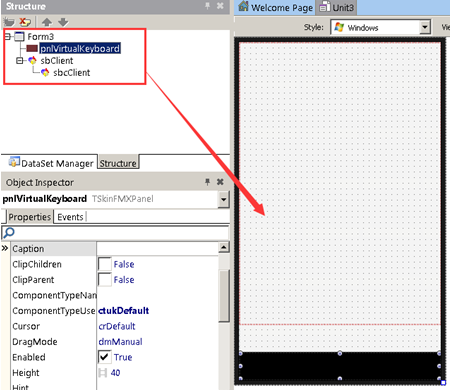 Structure
Form3
pnlVirtualKeyboard
sbClient
sbcClient
DataSet Manager Structure
Object Inspector
pnlVirtualKeyboard TSkinFMXPanel
Properties Events
Caption
ClipChildren False
ClipParent False
ComponentTypeNan
ComponentTypeUse ctukDefault
Cursor crDefault
DragMode dmManual
Enabled True
Height 40
Hint
Welcome Page Unit3
Style: Windows